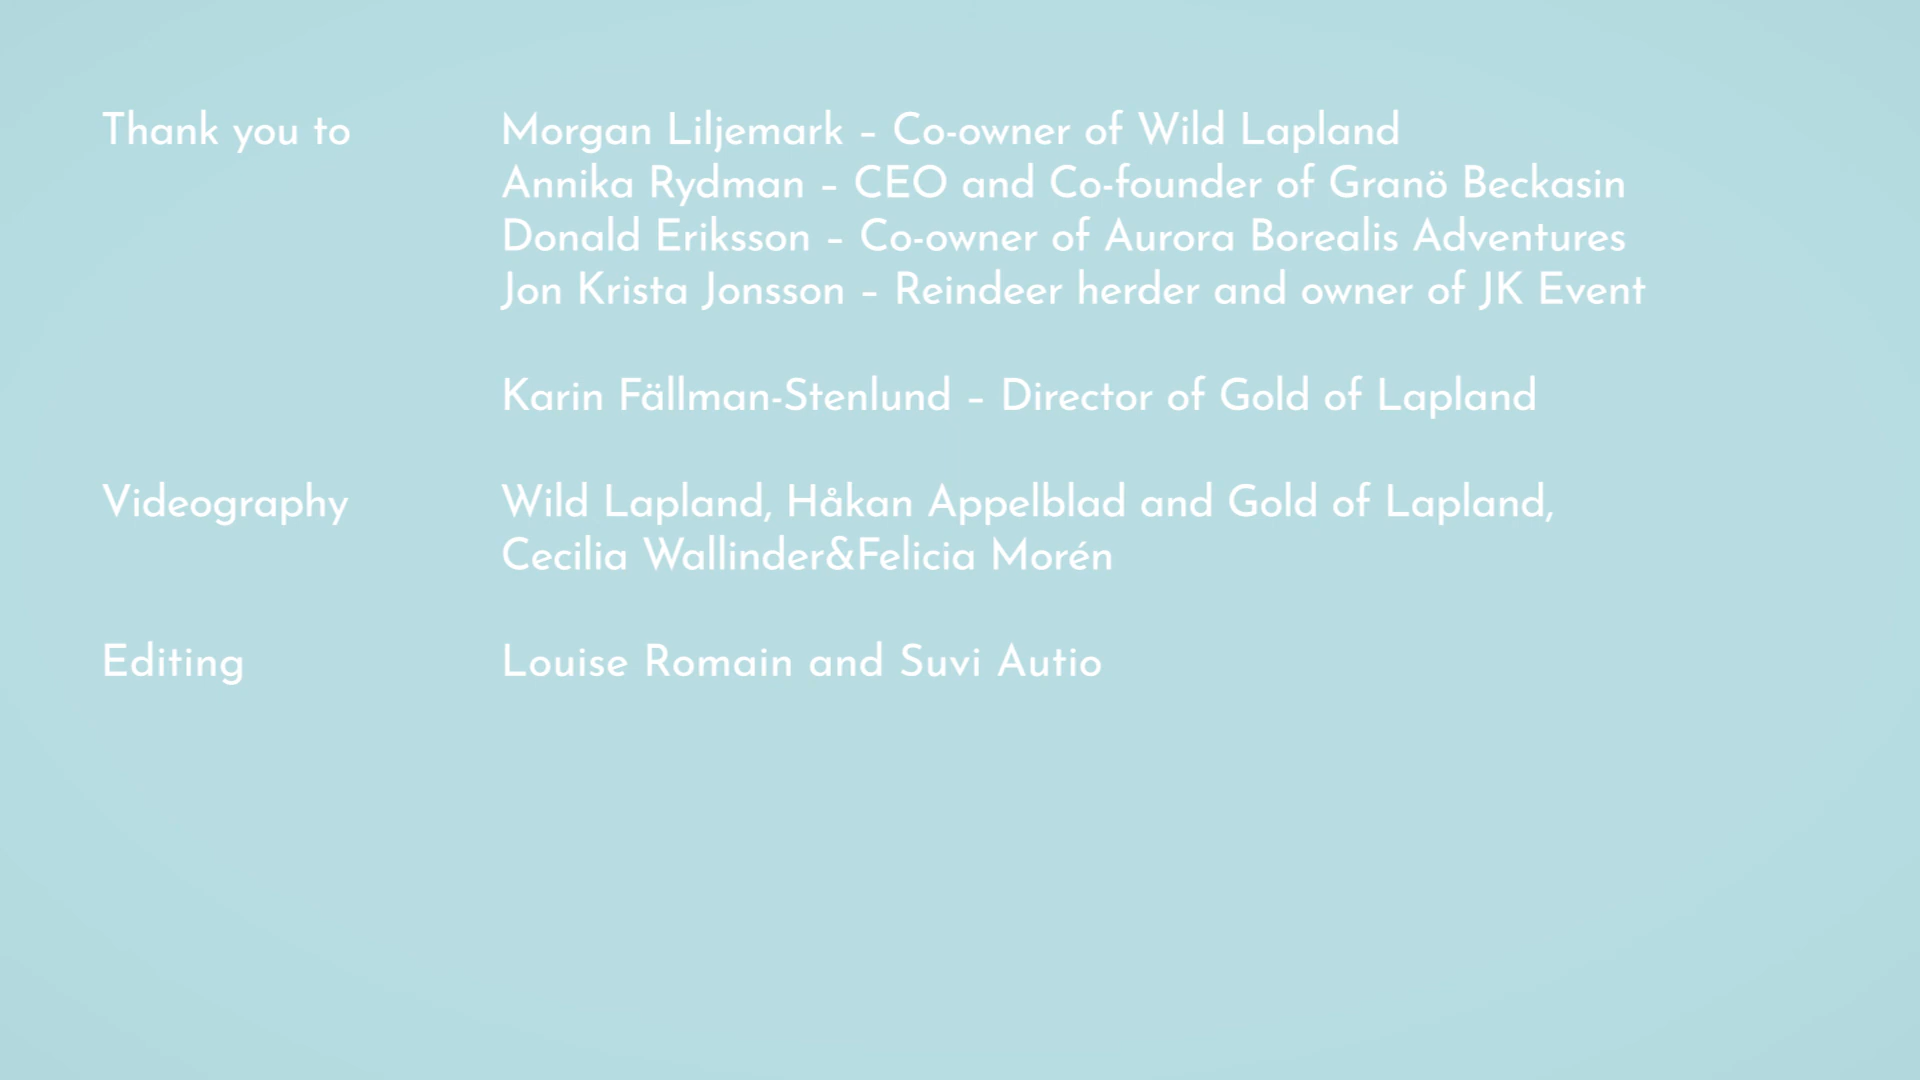 Thank you to Morgan Liljemark – Co-owner of Wild Lapland
Annika Rydman – CEO and Co-founder of Granö Beckasin
Donald Eriksson – Co-owner of Aurora Borealis Adventures
Jon Krista Jonsson – Reindeer herder and owner of JK Event
Karin Fällman-Stenlund – Director of Gold of Lapland
Videography Wild Lapland, Håkan Appelblad and Gold of Lapland,
Cecilia Wallinder&Felicia Morén
Editing Louise Romain and Suvi Autio